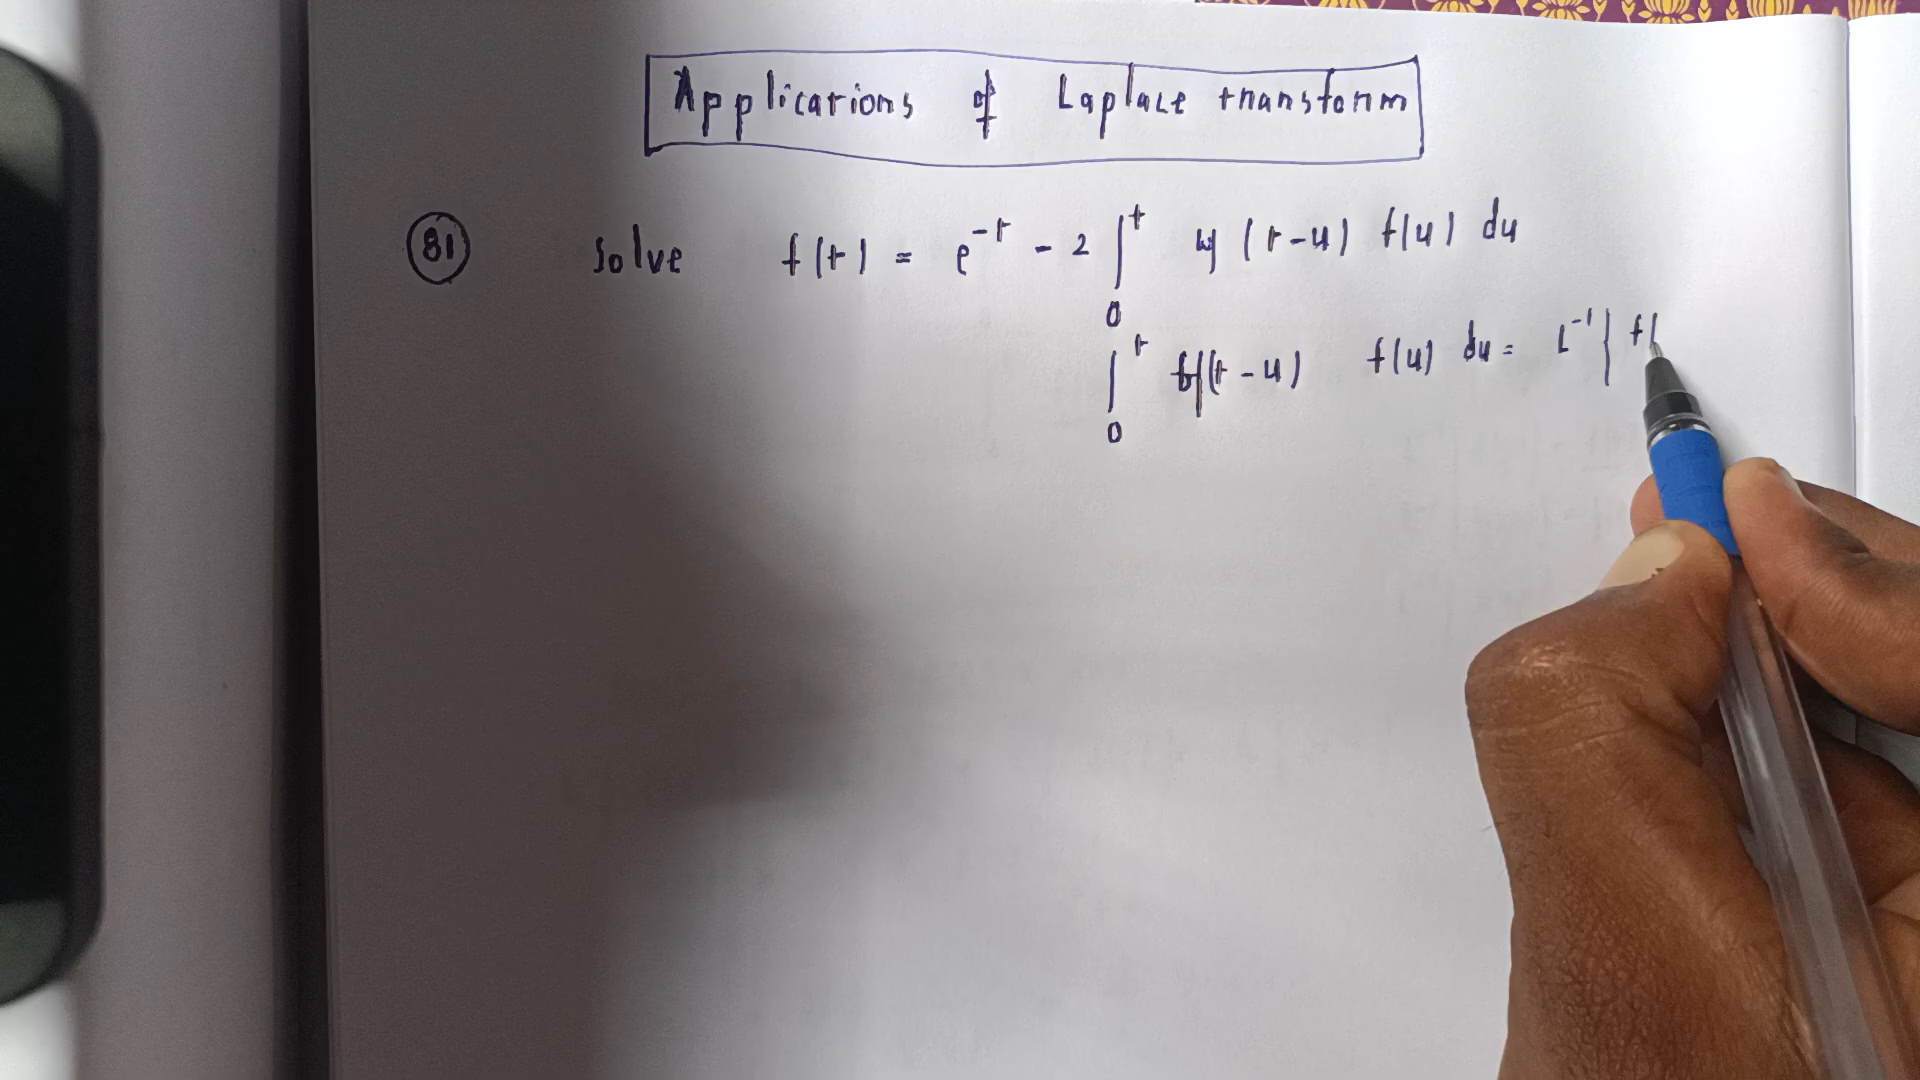 Applications of Laplace transform
81 Solve f(t) = e^-t - 2 ∫_0^t (t-u) f(u) du
∫_0^t g(t-u) f(u) du = L^-1 { f(